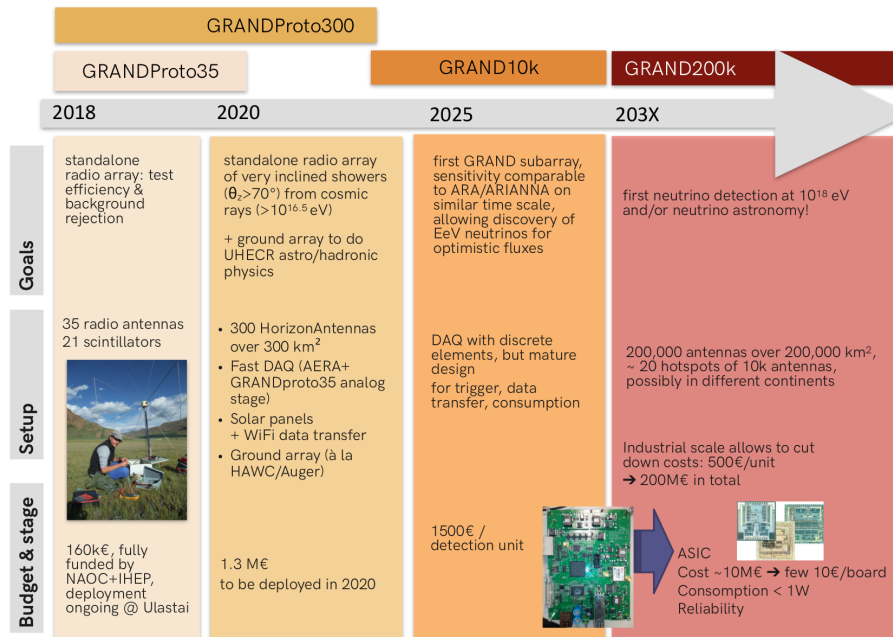 GRANDProto300
GRANDProto35
GRAND10k
GRAND200k
2018
2020
2025
203X
Goals
standalone
radio array: test
efficiency &
background
rejection
standalone radio array
of very inclined showers
(θz>70°) from cosmic
rays (>10^16.5 eV)
+ ground array to do
UHECR astro/hadronic
physics
first GRAND subarray,
sensitivity comparable
to ARA/ARIANNA on
similar time scale,
allowing discovery of
EeV neutrinos for
optimistic fluxes
first neutrino detection at 10^18 eV
and/or neutrino astronomy!
Setup
35 radio antennas
21 scintillators
• 300 HorizonAntennas
over 300 km²
• Fast DAQ (AERA+
GRANDproto35 analog
stage)
• Solar panels
+ WiFi data transfer
• Ground array (à la
HAWC/Auger)
DAQ with discrete
elements, but mature
design
for trigger, data
transfer, consumption
200,000 antennas over 200,000 km²,
~ 20 hotspots of 10k antennas,
possibly in different continents
Industrial scale allows to cut
down costs: 500€/unit
➔ 200M€ in total
Budget & stage
160k€, fully
funded by
NAOC+IHEP,
deployment
ongoing @ Ulastai
1.3 M€
to be deployed in 2020
1500€ /
detection unit
ASIC
Cost ~10M€ ➔ few 10€/board
Consomption < 1W
Reliability